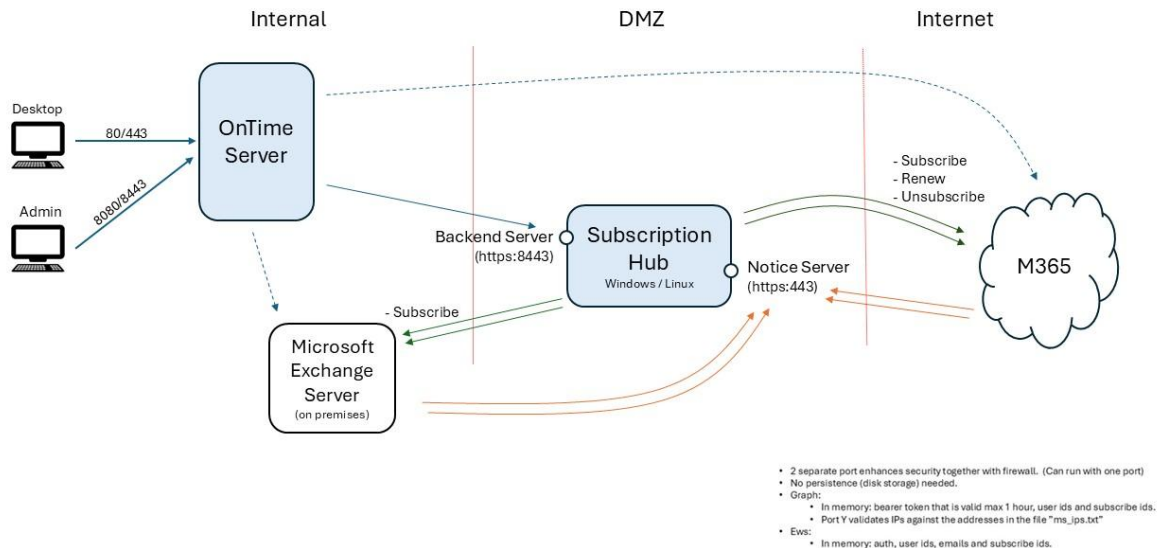 Internal
DMZ
Internet
Desktop
80/443
OnTime
Server
8080/8443
Admin
- Subscribe
- Renew
- Unsubscribe
Backend Server
(https:8443)
Subscription
Hub
Windows / Linux
Notice Server
(https:443)
M365
- Subscribe
Microsoft
Exchange
Server
(on premises)
• 2 separate port enhances security together with firewall. (Can run with one port)
• No persistence (disk storage) needed.
• Graph:
• In memory: bearer token that is valid max 1 hour, user ids and subscribe ids.
• Port Y validates IPs against the addresses in the file "ms_ips.txt"
• Ews:
• In memory: auth, user ids, emails and subscribe ids.